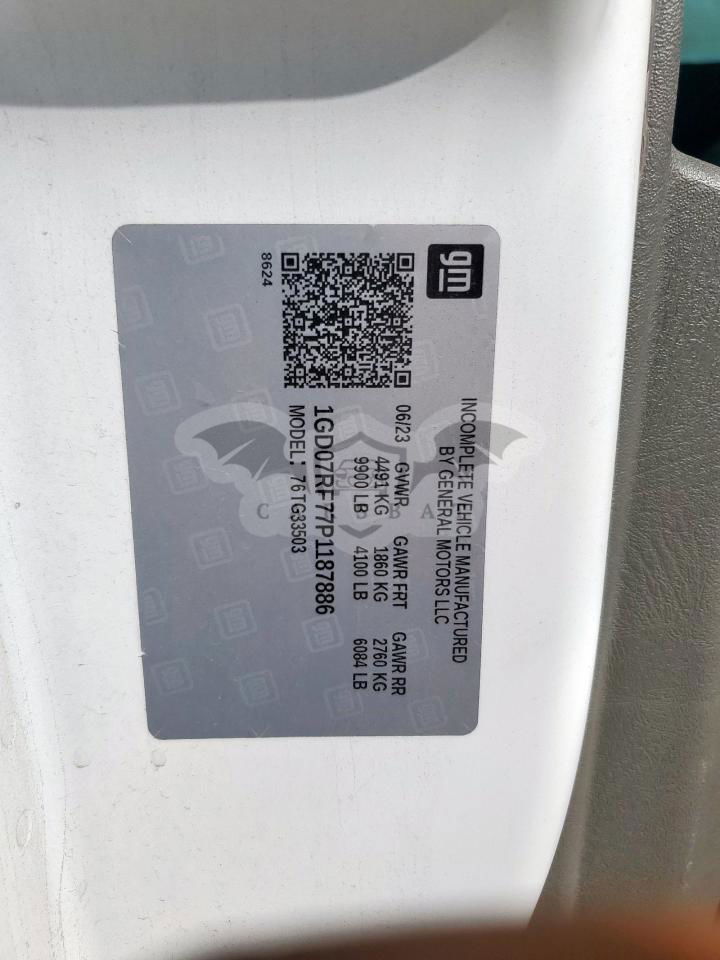 gm
INCOMPLETE VEHICLE MANUFACTURED
BY GENERAL MOTORS LLC
06/23 GVWR GAWR FRT GAWR RR
4491 KG 1860 KG 2760 KG
9900 LB 4100 LB 6084 LB
1GD07RF77P1187886
MODEL: 76TG33503
8624